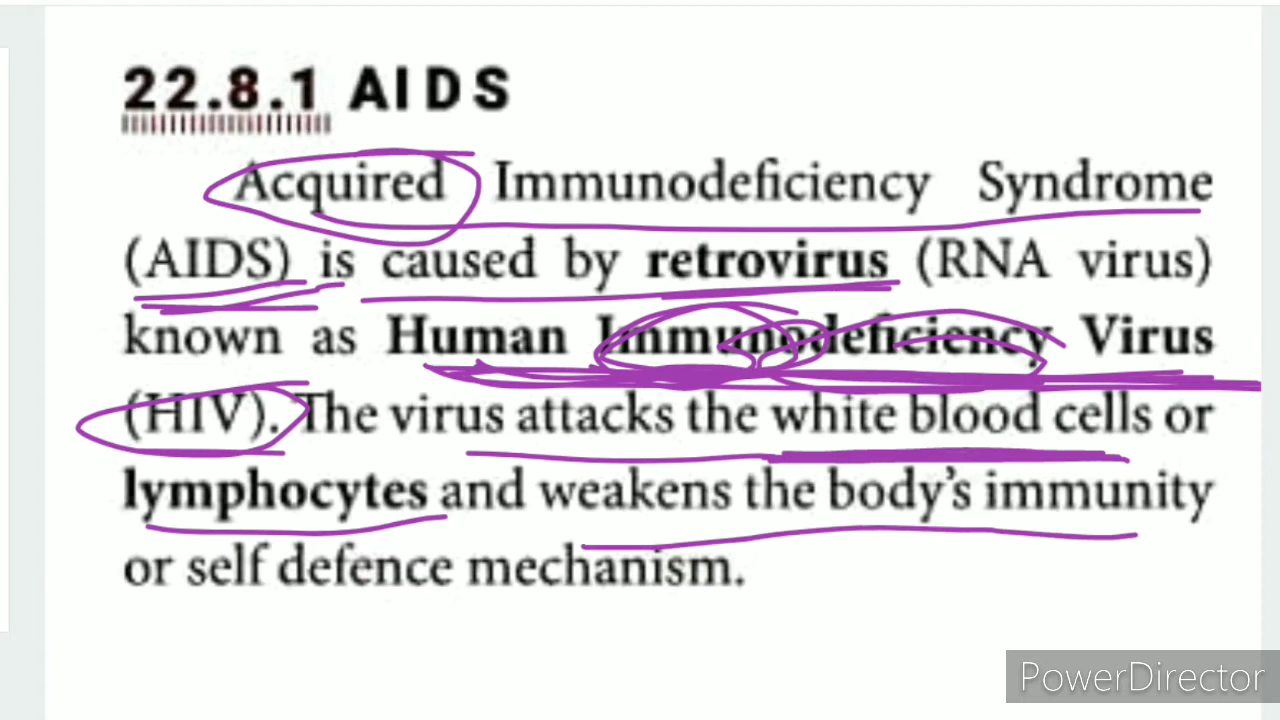 22.8.1 AIDS
Acquired Immunodeficiency Syndrome
(AIDS) is caused by retrovirus (RNA virus)
known as Human Immunodeficiency Virus
(HIV). The virus attacks the white blood cells or
lymphocytes and weakens the body's immunity
or self defence mechanism.
PowerDirector